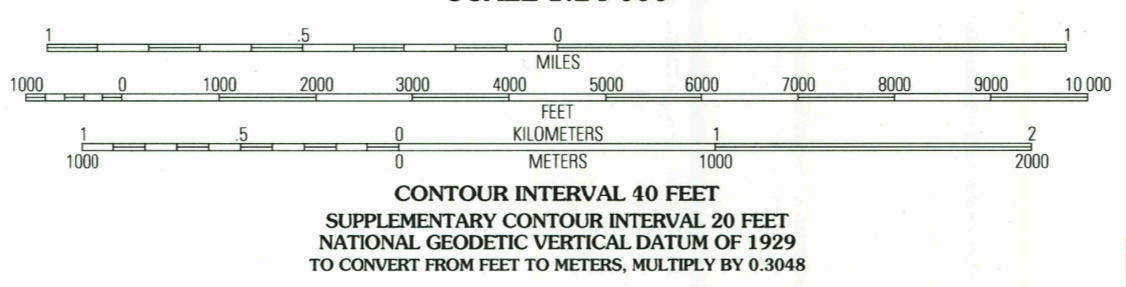 1 .5 0 1
MILES
1000 0 1000 2000 3000 4000 5000 6000 7000 8000 9000 10 000
FEET
1 .5 0 KILOMETERS 1 2
1000 0 METERS 1000 2000
CONTOUR INTERVAL 40 FEET
SUPPLEMENTARY CONTOUR INTERVAL 20 FEET
NATIONAL GEODETIC VERTICAL DATUM OF 1929
TO CONVERT FROM FEET TO METERS, MULTIPLY BY 0.3048